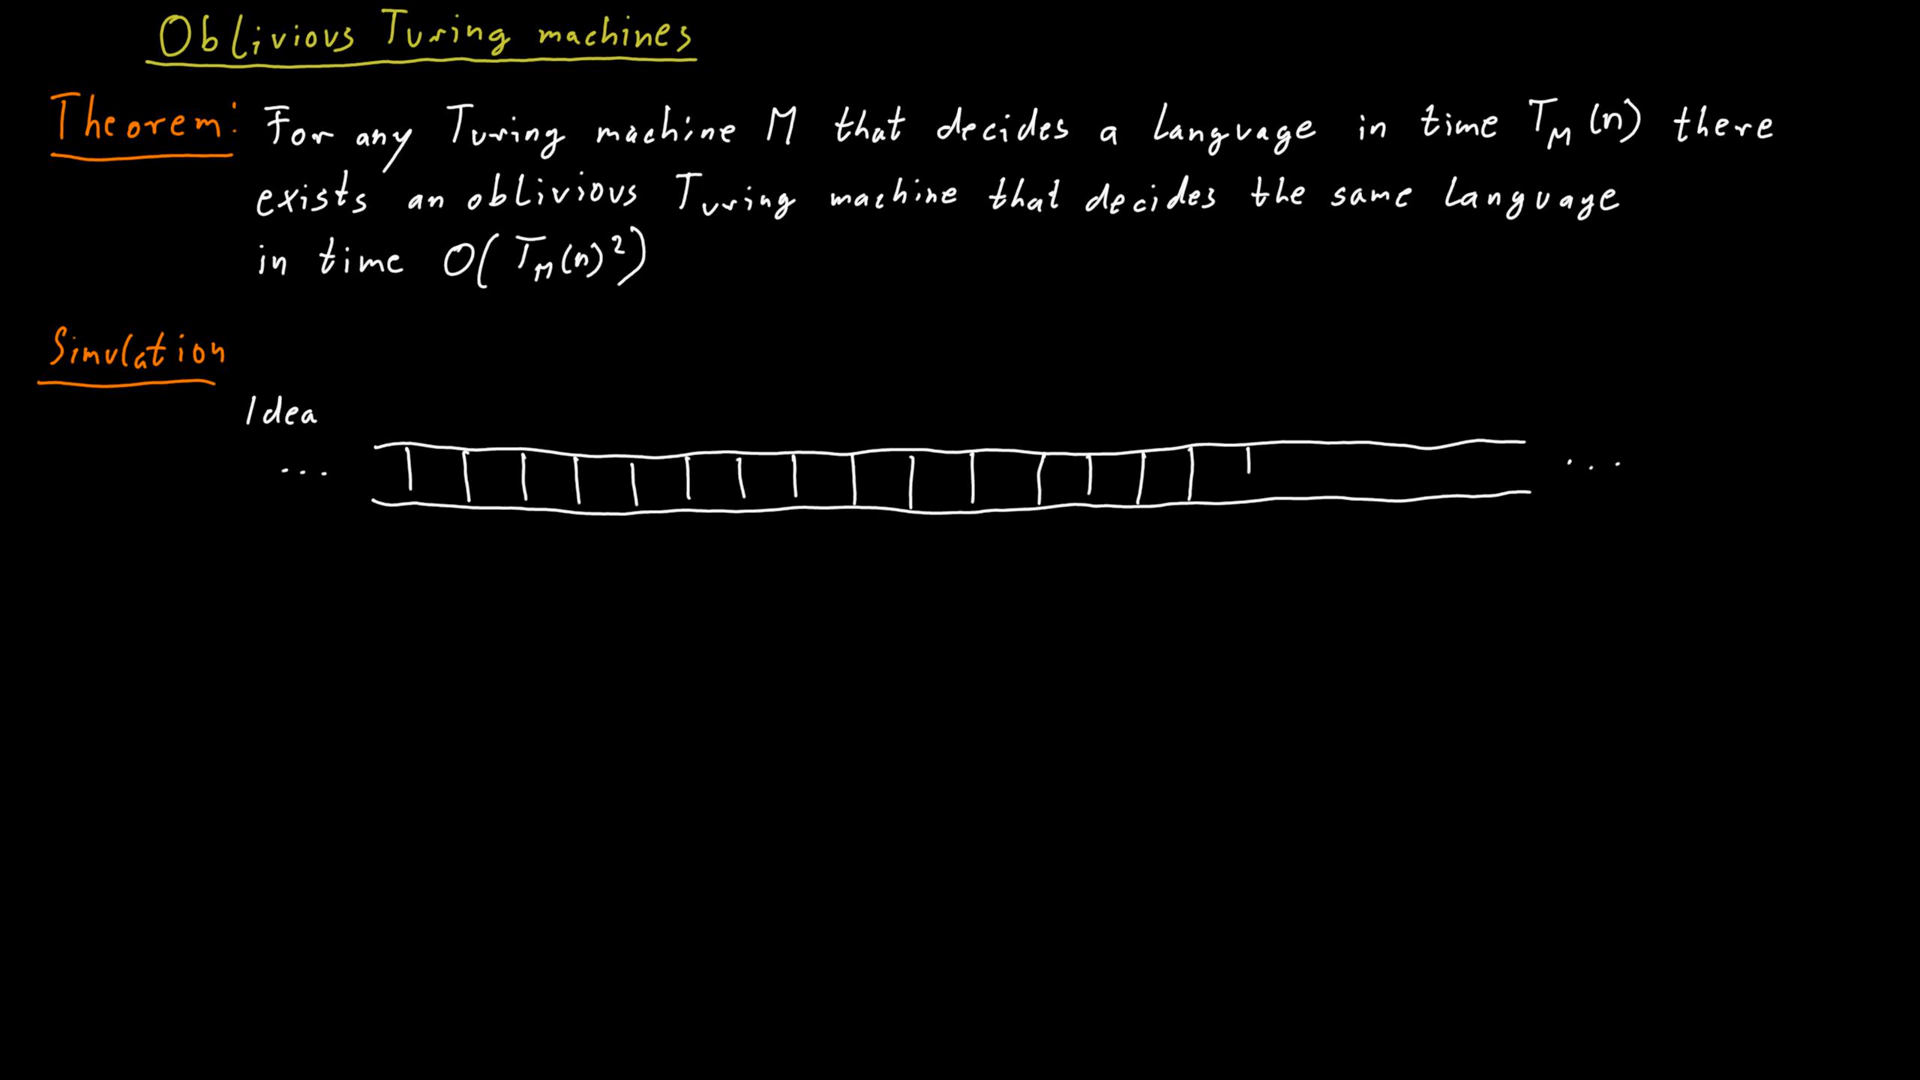 Oblivious Turing machines
Theorem: For any Turing machine M that decides a language in time T_M(n) there
exists an oblivious Turing machine that decides the same language
in time O(T_M(n)²)
Simulation
Idea
... ...